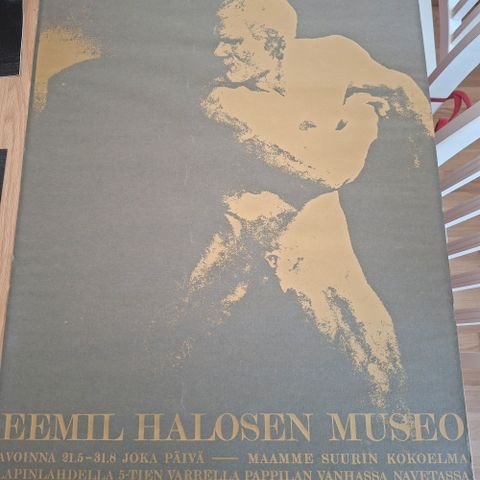 EEMIL HALOSEN MUSEO
AVOINNA 21.5–31.8 JOKA PÄIVÄ — MAAMME SUURIN KOKOELMA
LAPINLAHDELLA 5-TIEN VARRELLA PAPPILAN VANHASSA NAVETASSA